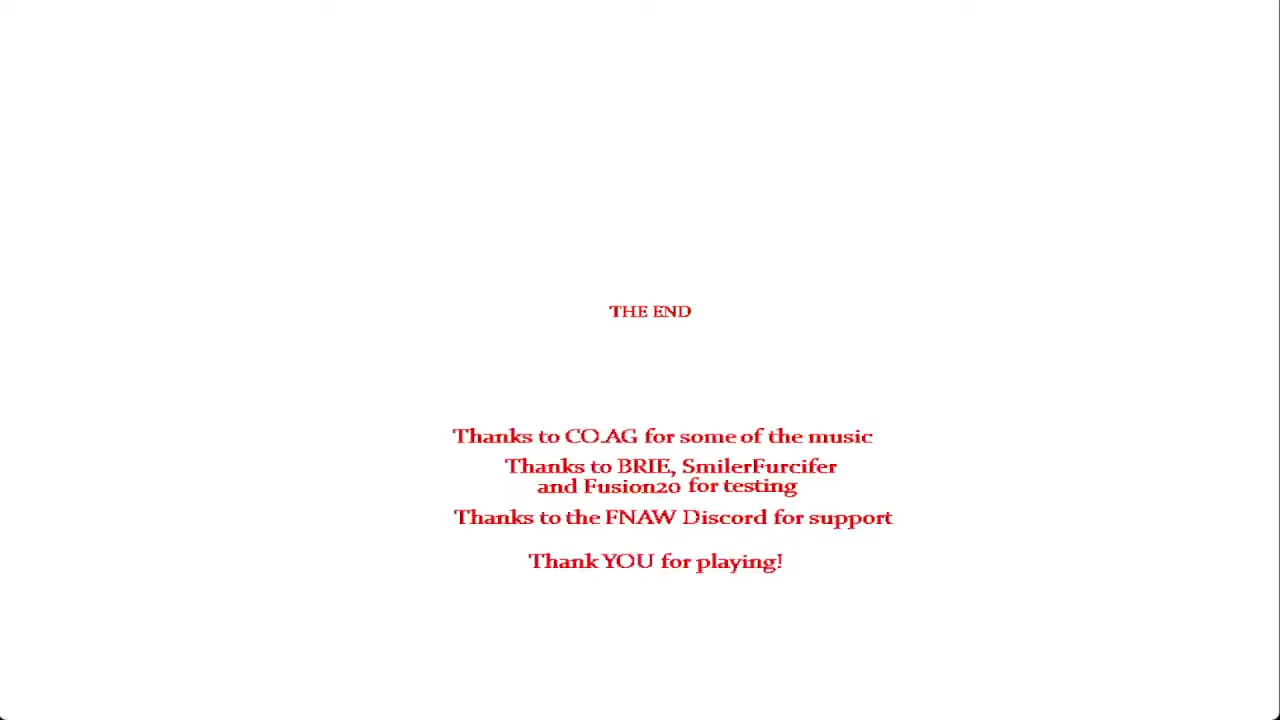 THE END
Thanks to CO.AG for some of the music
Thanks to BRIE, SmilerFurcifer
and Fusion20 for testing
Thanks to the FNAW Discord for support
Thank YOU for playing!